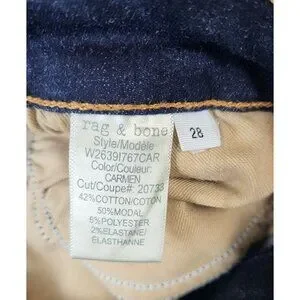 rag & bone
Style/Modèle
W2639I767CAR
Color/Couleur:
CARMEN
Cut/Coupe#: 20733
42%COTTON/COTON
50%MODAL
6%POLYESTER
2%ELASTANE/
ELASTHANNE
28